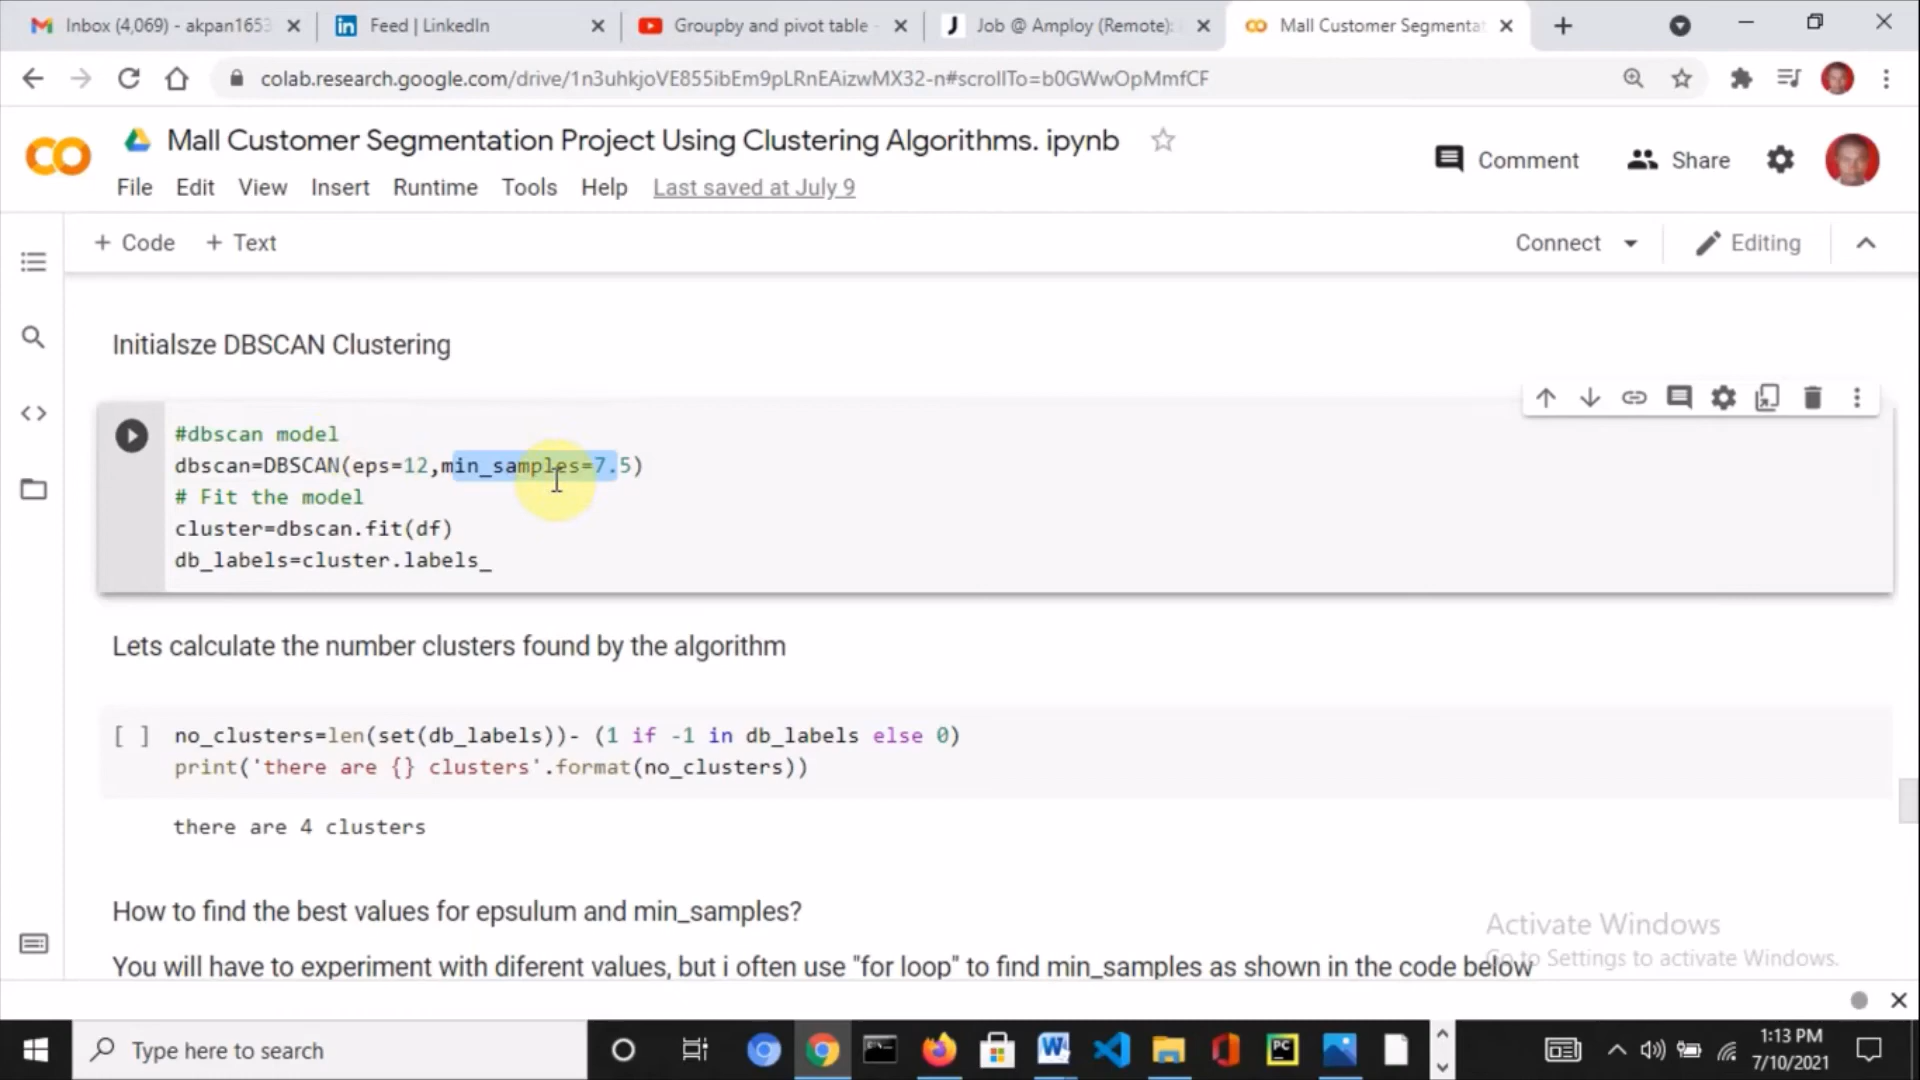 Inbox (4,069) - akpan1653
Feed | LinkedIn
Groupby and pivot table -
Job @ Amploy (Remote):
Mall Customer Segmentat
colab.research.google.com/drive/1n3uhkjoVE855ibEm9pLRnEAizwMX32-n#scrollTo=b0GWwOpMmfCF
Mall Customer Segmentation Project Using Clustering Algorithms. ipynb
Comment
Share
File Edit View Insert Runtime Tools Help Last saved at July 9
+ Code + Text
Connect
Editing
Initialsze DBSCAN Clustering
#dbscan model
dbscan=DBSCAN(eps=12,min_samples=7.5)
# Fit the model
cluster=dbscan.fit(df)
db_labels=cluster.labels_
Lets calculate the number clusters found by the algorithm
[ ] no_clusters=len(set(db_labels))- (1 if -1 in db_labels else 0)
print('there are {} clusters'.format(no_clusters))
there are 4 clusters
How to find the best values for epsulum and min_samples?
You will have to experiment with diferent values, but i often use "for loop" to find min_samples as shown in the code below
Activate Windows
Go to Settings to activate Windows.
Type here to search
1:13 PM
7/10/2021